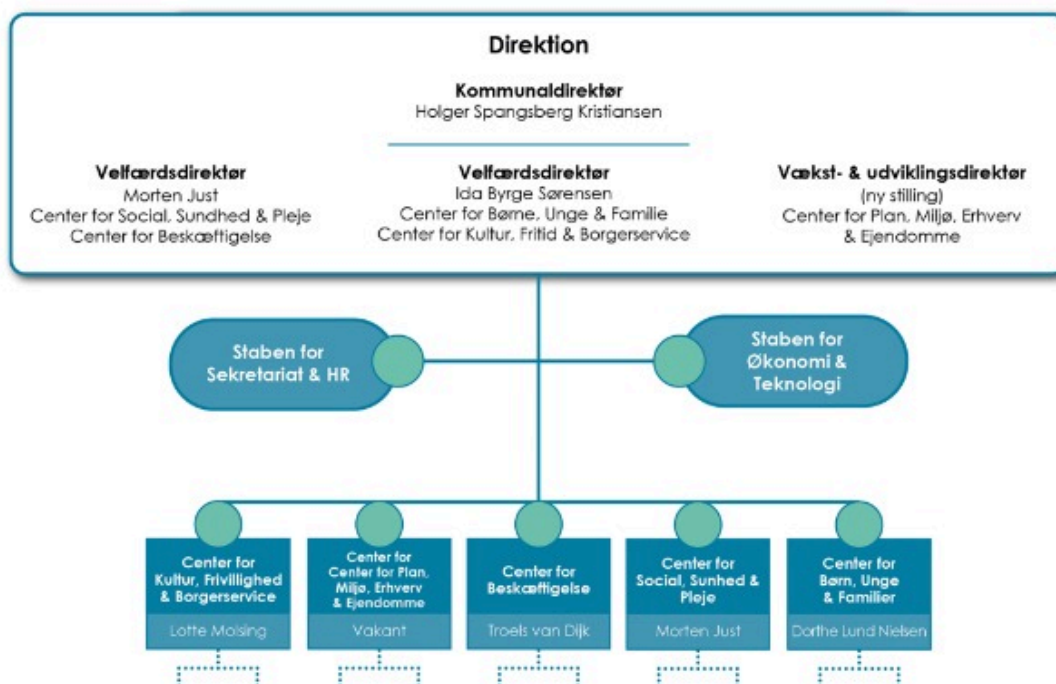 Direktion
Kommunaldirektør
Holger Spangsberg Kristiansen
Velfærdsdirektør
Morten Just
Center for Social, Sundhed & Pleje
Center for Beskæftigelse
Velfærdsdirektør
Ida Byrge Sørensen
Center for Børne, Unge & Familie
Center for Kultur, Fritid & Borgerservice
Vækst- & udviklingsdirektør
(ny stilling)
Center for Plan, Miljø, Erhverv
& Ejendomme
Staben for
Sekretariat & HR
Staben for
Økonomi &
Teknologi
Center for
Kultur, Frivillighed
& Borgerservice
Lotte Molsing
Center for
Center for Plan,
Miljø, Erhverv
& Ejendomme
Vakant
Center for
Beskæftigelse
Troels van Dijk
Center for
Social, Sunhed &
Pleje
Morten Just
Center for
Børn, Unge
& Familier
Dorthe Lund Nielsen